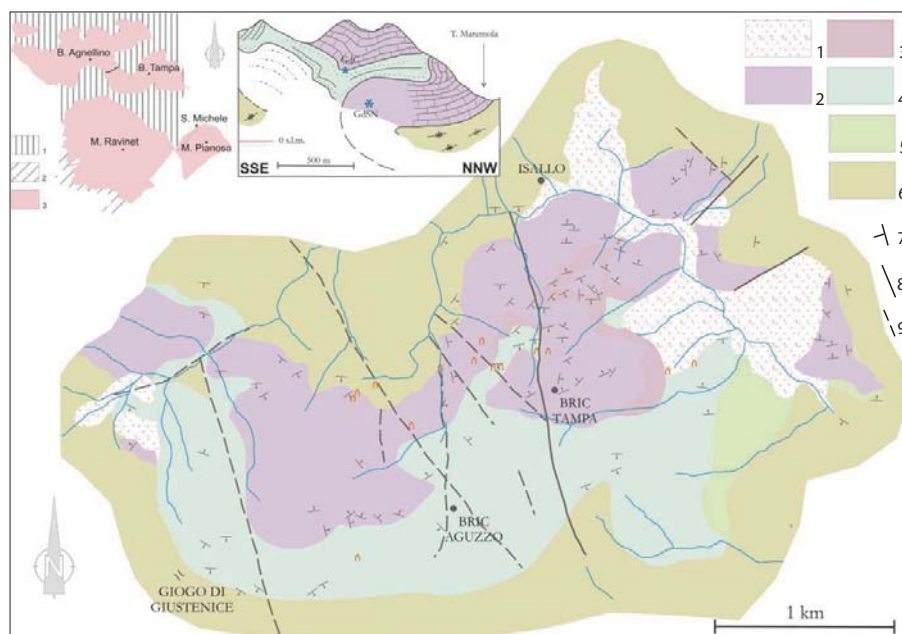 B. Agnellino
B. Tampa
S. Michele
M. Ravinet
M. Pianosa
1
2
3
T. Maremola
GdC
GdSN
0 s.l.m.
500 m
SSE
NNW
1
2
3
4
5
6
7
8
9
ISALLO
BRIC
TAMPA
BRIC
AGUZZO
GIOGO DI
GIUSTENICE
N
1 km